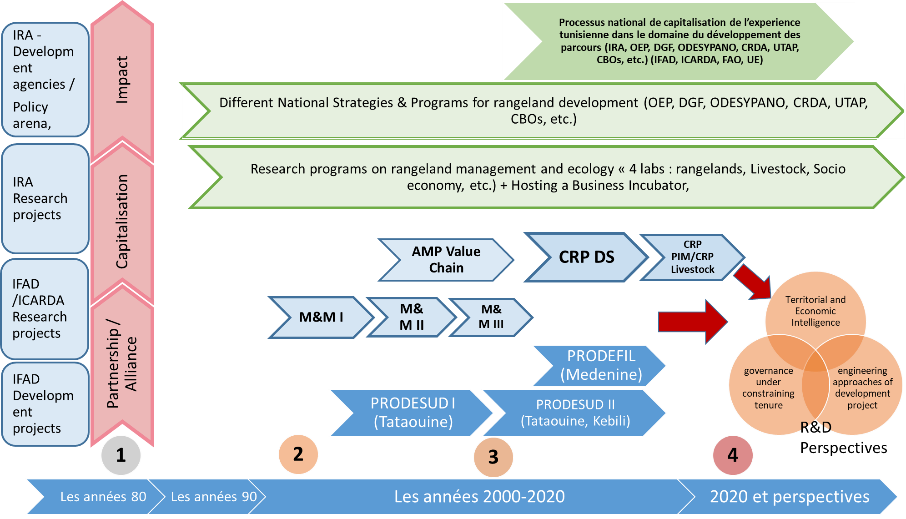 IRA -
Developm
ent
agencies /
Policy
arena,
IRA
Research
projects
IFAD
/ICARDA
Research
projects
IFAD
Developm
ent
projects
Impact
Capitalisation
Partnership /
Alliance
Processus national de capitalisation de l'experience
tunisienne dans le domaine du développement des
parcours (IRA, OEP, DGF, ODESYPANO, CRDA, UTAP,
CBOs, etc.) (IFAD, ICARDA, FAO, UE)
Different National Strategies & Programs for rangeland development (OEP, DGF, ODESYPANO, CRDA, UTAP,
CBOs, etc.)
Research programs on rangeland management and ecology « 4 labs : rangelands, Livestock, Socio
economy, etc.) + Hosting a Business Incubator,
AMP Value
Chain
CRP DS
CRP
PIM/CRP
Livestock
M&M I
M&
M II
M&
M III
PRODEFIL
(Medenine)
PRODESUD I
(Tataouine)
PRODESUD II
(Tataouine, Kebili)
Territorial and
Economic
Intelligence
governance
under
constraining
tenure
engineering
approaches of
development
project
R&D
Perspectives
1
2
3
4
Les années 80
Les années 90
Les années 2000-2020
2020 et perspectives